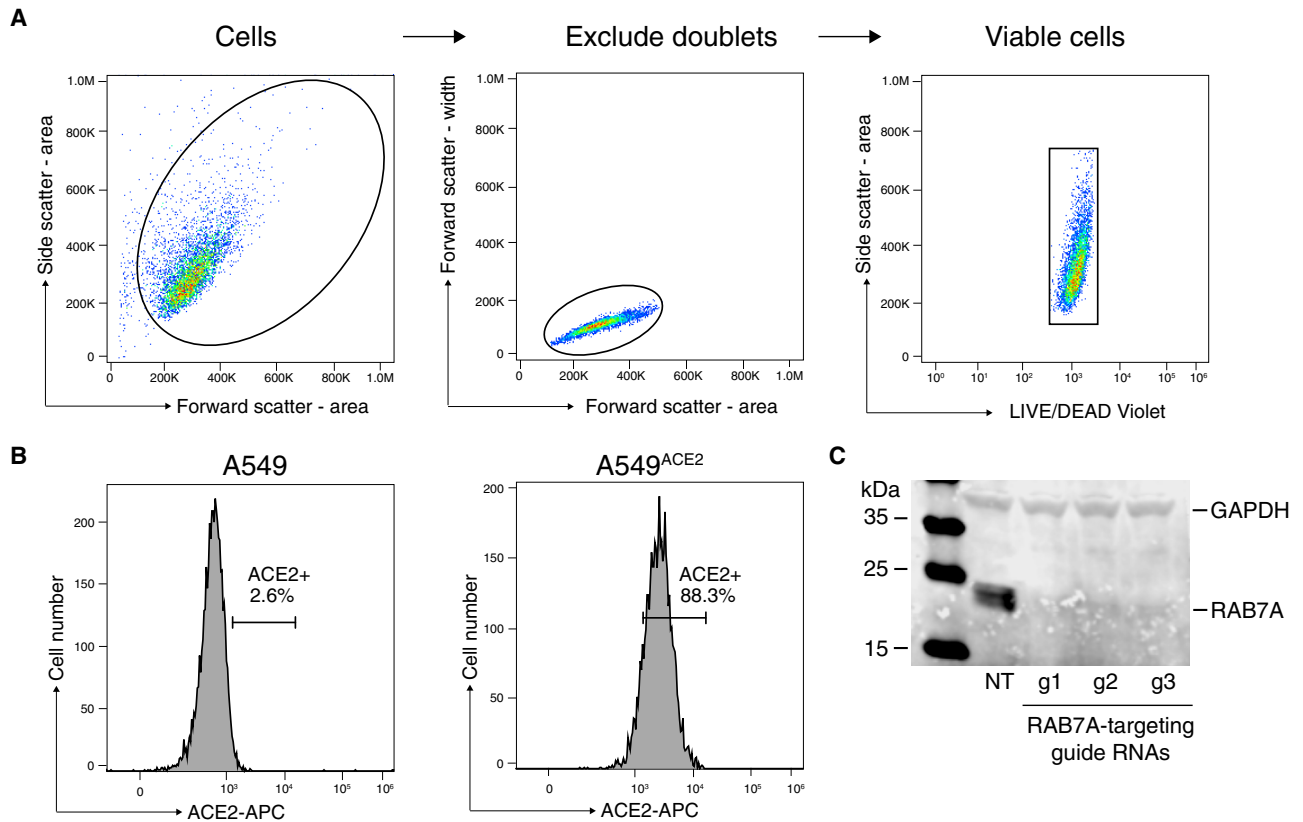 A
Cells
Exclude doublets
Viable cells
Side scatter - area
1.0M
800K
600K
400K
200K
0
0 200K 400K 600K 800K 1.0M
Forward scatter - area
Forward scatter - width
1.0M
800K
600K
400K
200K
0
0 200K 400K 600K 800K 1.0M
Forward scatter - area
Side scatter - area
1.0M
800K
600K
400K
200K
0
10⁰ 10¹ 10² 10³ 10⁴ 10⁵ 10⁶
LIVE/DEAD Violet
B
A549
Cell number
200
150
100
50
0
ACE2+
2.6%
0 10³ 10⁴ 10⁵ 10⁶
ACE2-APC
A549ᴬᶜᴱ²
Cell number
200
150
100
50
0
ACE2+
88.3%
0 10³ 10⁴ 10⁵ 10⁶
ACE2-APC
C
kDa
35
25
15
GAPDH
RAB7A
NT g1 g2 g3
RAB7A-targeting
guide RNAs